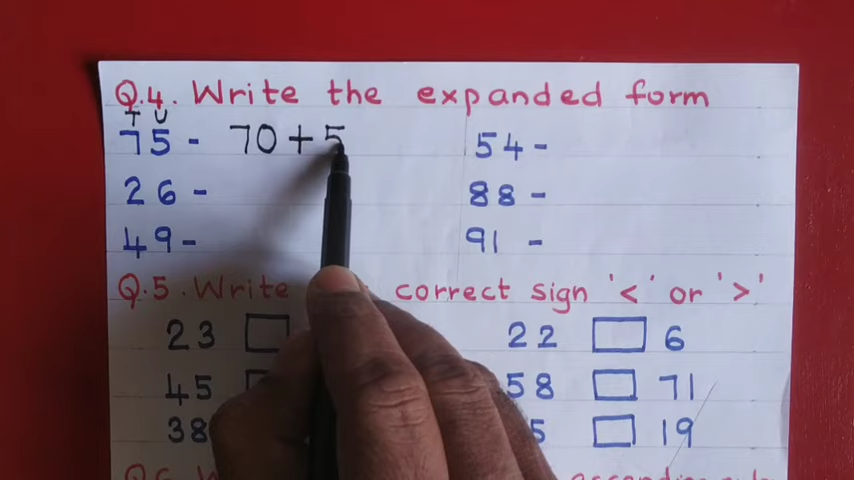 Q.4. Write the expanded form
T U
75 - 70+5 54 -
26 - 88 -
49 - 91 -
Q.5. Write correct sign '<' or '>'
23 22 6
45 58 71
38 5 19